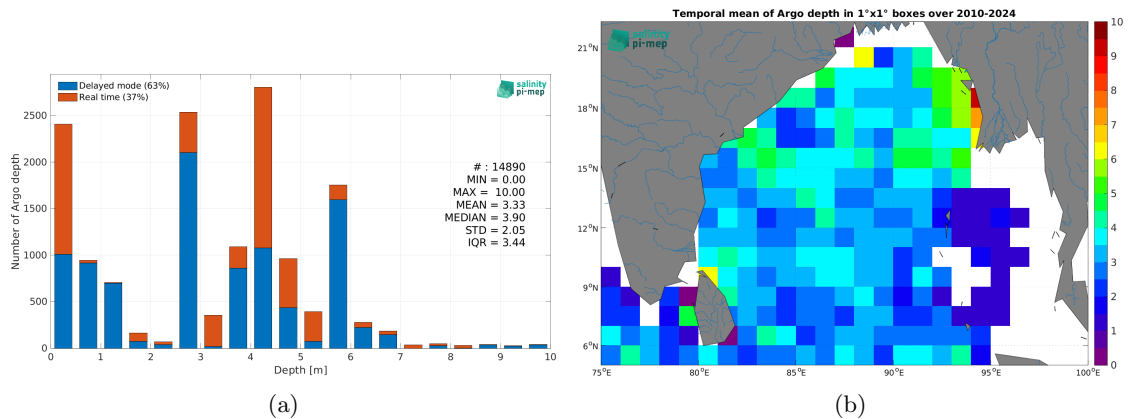 Delayed mode (63%)
Real time (37%)
salinity
pi-mep
# : 14890
MIN = 0.00
MAX = 10.00
MEAN = 3.33
MEDIAN = 3.90
STD = 2.05
IQR = 3.44
Number of Argo depth
2500
2000
1500
1000
500
0
0 1 2 3 4 5 6 7 8 9 10
Depth [m]
(a)
Temporal mean of Argo depth in 1°x1° boxes over 2010-2024
salinity
pi-mep
21°N
18°N
15°N
12°N
9°N
6°N
75°E 80°E 85°E 90°E 95°E 100°E
10
9
8
7
6
5
4
3
2
1
0
(b)